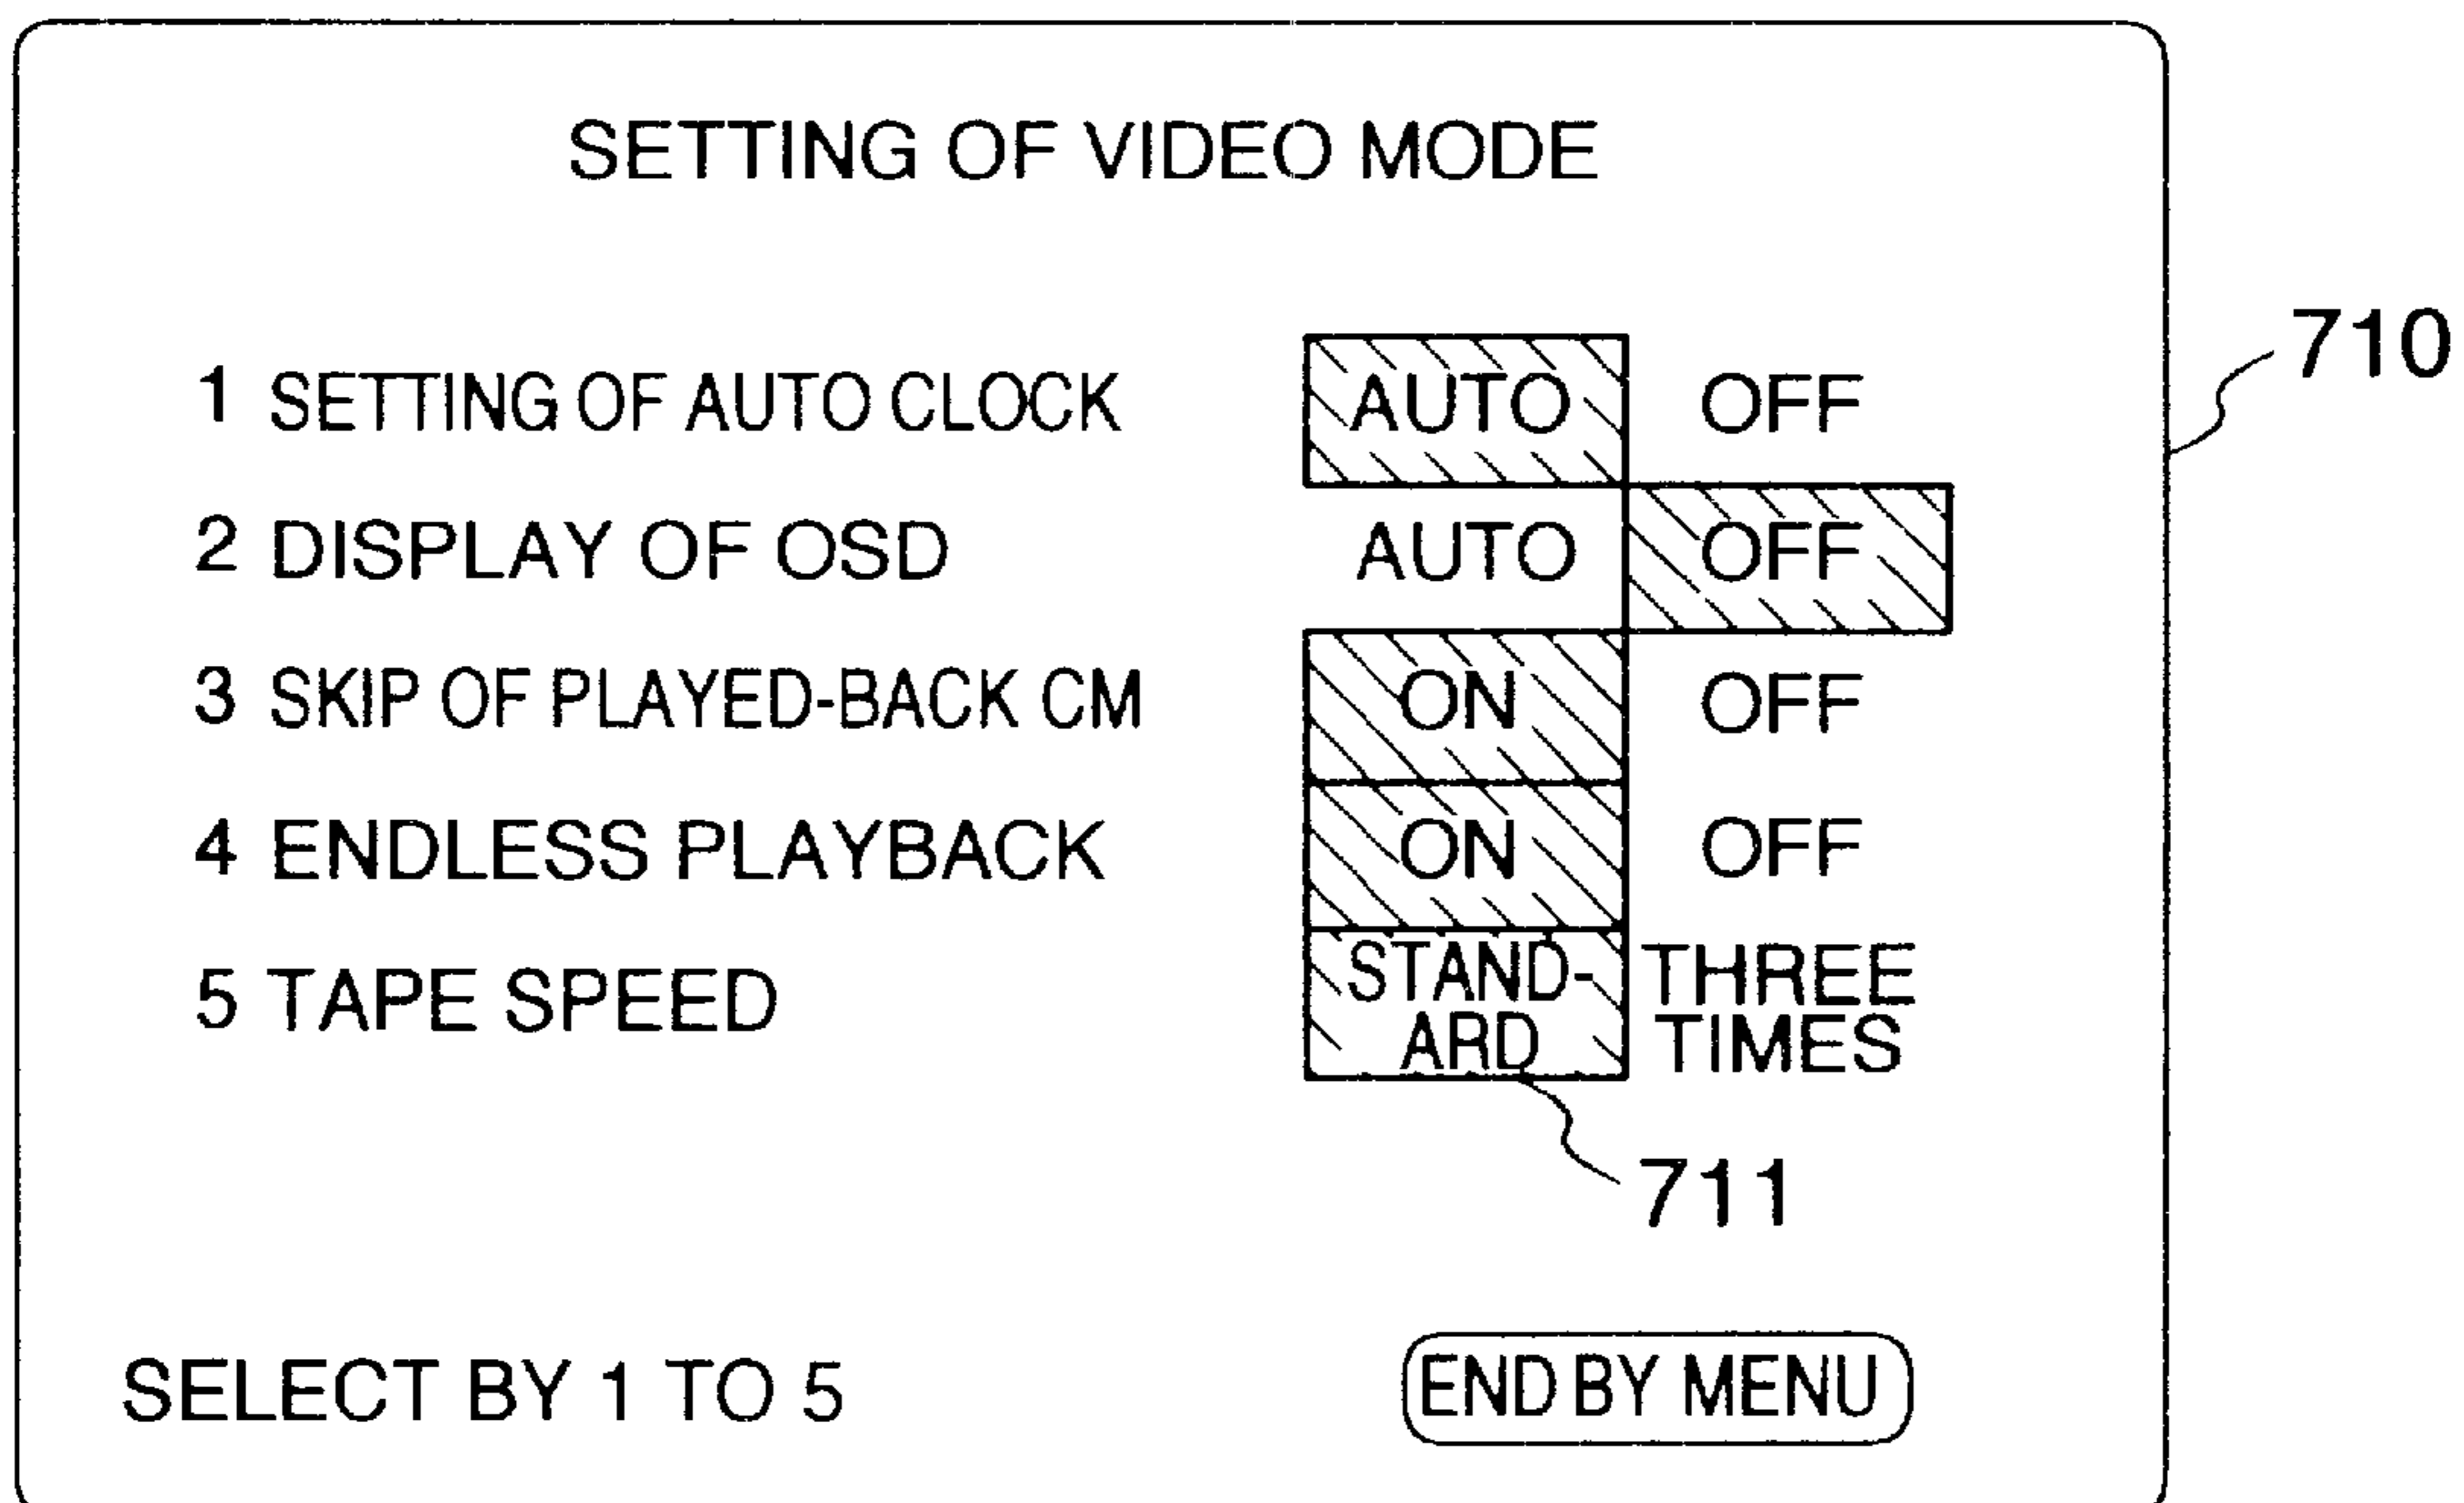 SETTING OF VIDEO MODE
1 SETTING OF AUTO CLOCK AUTO OFF
710
2 DISPLAY OF OSD AUTO OFF
3 SKIP OF PLAYED-BACK CM ON OFF
4 ENDLESS PLAYBACK ON OFF
5 TAPE SPEED STAND-
ARD THREE
TIMES
711
SELECT BY 1 TO 5 END BY MENU